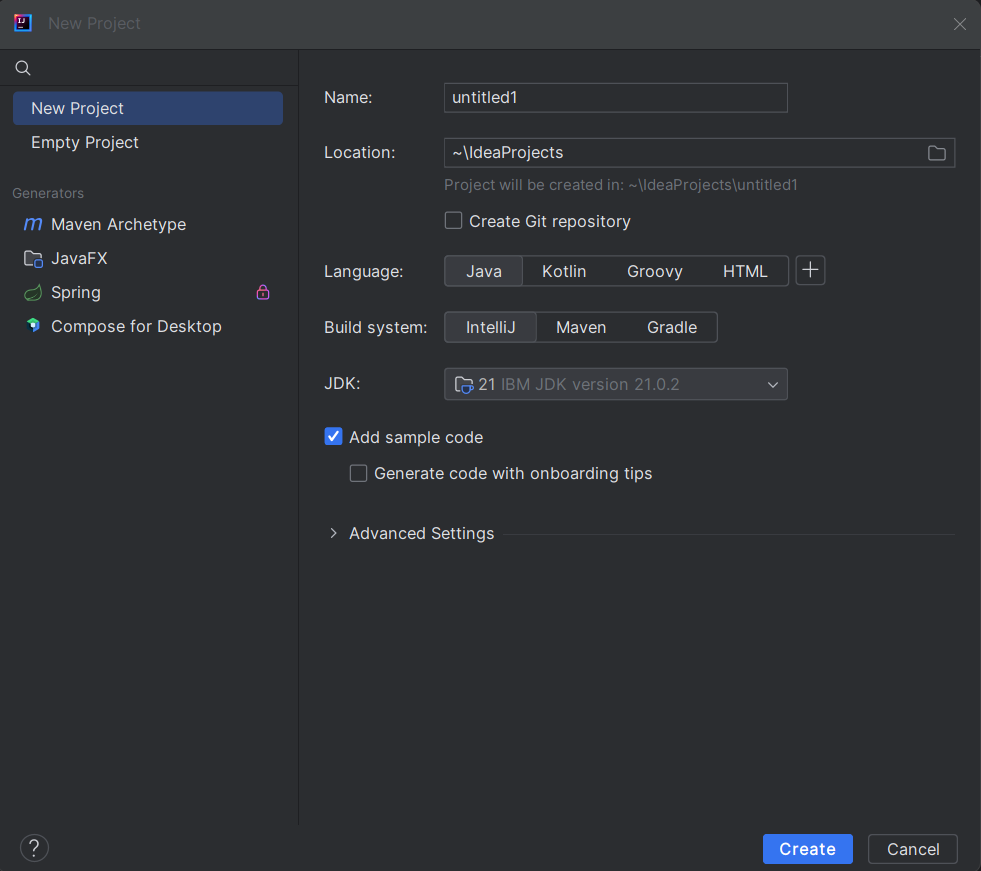 New Project
New Project
Empty Project
Generators
Maven Archetype
JavaFX
Spring
Compose for Desktop
Name: untitled1
Location: ~\IdeaProjects
Project will be created in: ~\IdeaProjects\untitled1
Create Git repository
Language: Java Kotlin Groovy HTML
Build system: IntelliJ Maven Gradle
JDK: 21 IBM JDK version 21.0.2
Add sample code
Generate code with onboarding tips
Advanced Settings
? Create Cancel